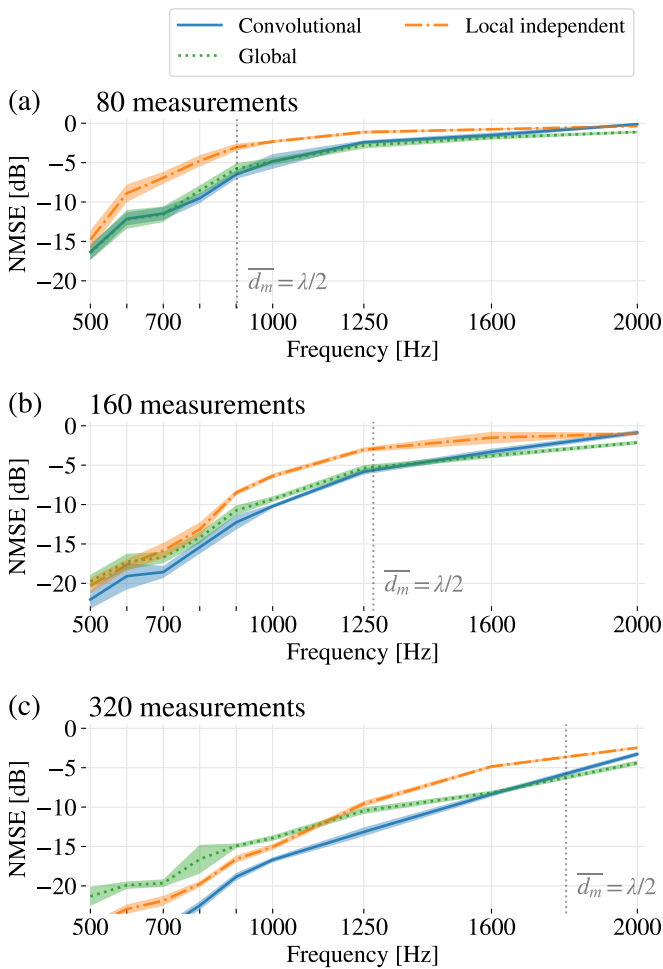 Convolutional
Local independent
Global
(a) 80 measurements
0
−5
−10
−15
−20
NMSE [dB]
d̅ₘ = λ/2
500 700 1000 1250 1600 2000
Frequency [Hz]
(b) 160 measurements
0
−5
−10
−15
−20
NMSE [dB]
d̅ₘ = λ/2
500 700 1000 1250 1600 2000
Frequency [Hz]
(c) 320 measurements
0
−5
−10
−15
−20
NMSE [dB]
d̅ₘ = λ/2
500 700 1000 1250 1600 2000
Frequency [Hz]